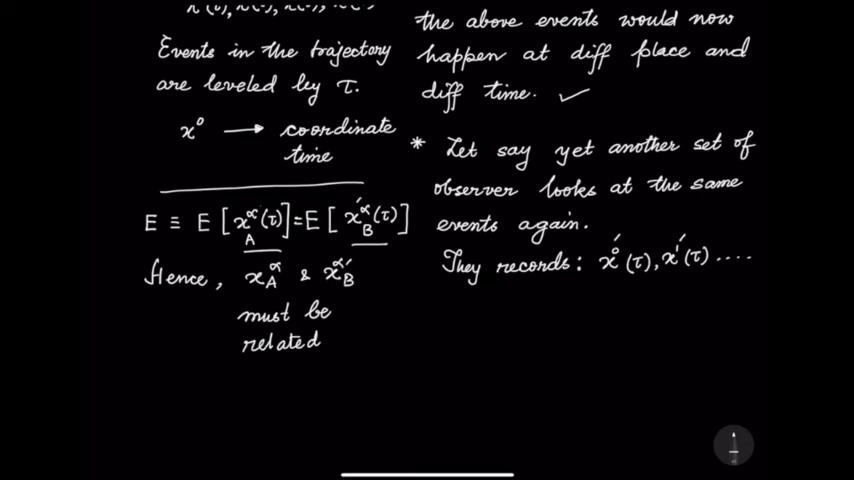 Events in the trajectory
are leveled by τ.
x⁰ → coordinate
time
E ≡ E [x^α_A(τ)] = E [x'^α_B(τ)]
Hence, x^α_A & x^α'_B
must be
related
the above events would now
happen at diff place and
diff time. ✓
* Let say yet another set of
observer looks at the same
events again.
They records: x'⁰(τ), x'¹(τ) ....